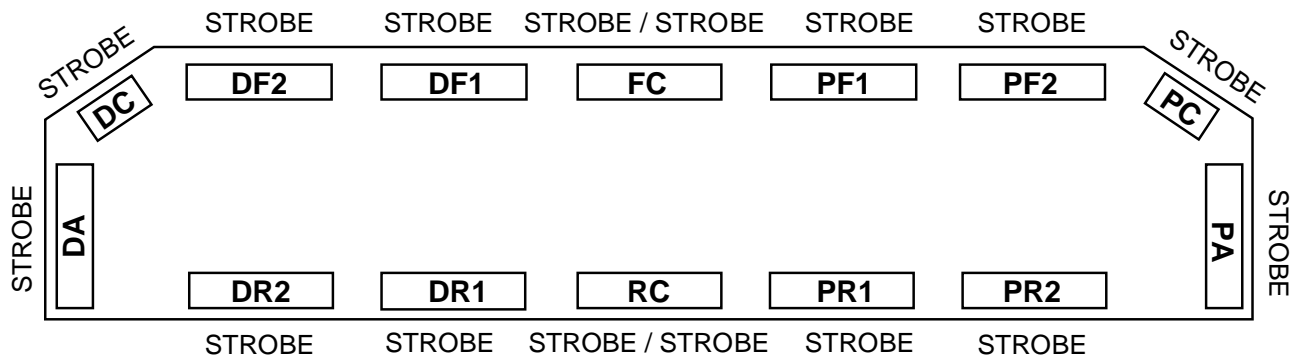 STROBE STROBE STROBE / STROBE STROBE STROBE
STROBE STROBE
DF2 DF1 FC PF1 PF2
DC PC
STROBE STROBE
DA PA
DR2 DR1 RC PR1 PR2
STROBE STROBE STROBE / STROBE STROBE STROBE